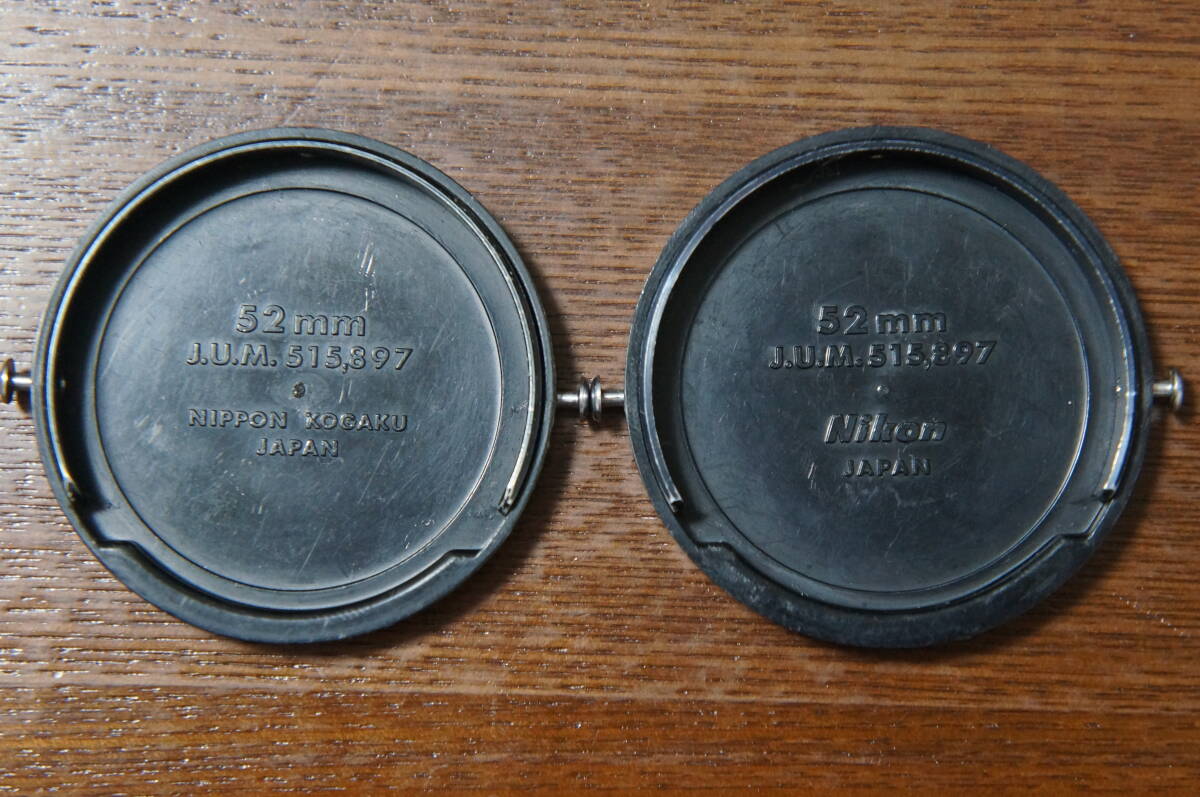 52mm
J.U.M. 515,897
NIPPON KOGAKU
JAPAN
52mm
J.U.M. 515,897
Nikon
JAPAN